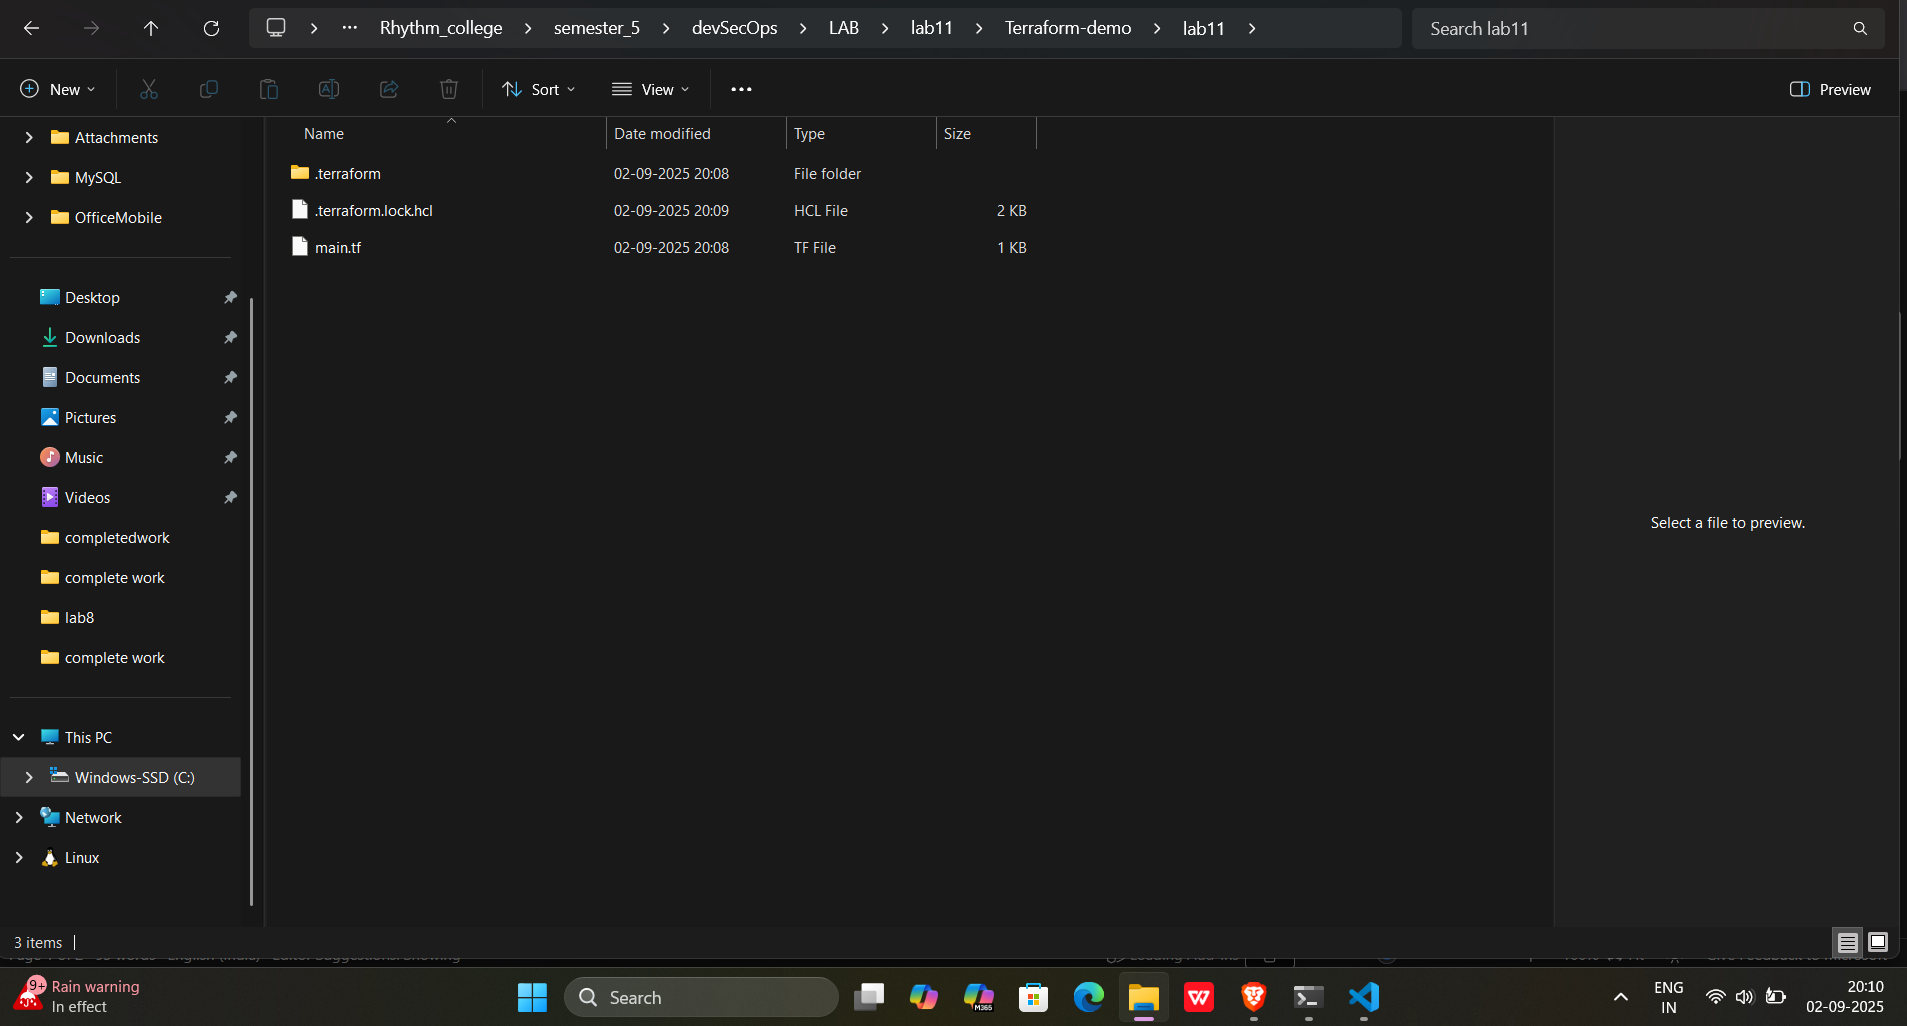 Rhythm_college > semester_5 > devSecOps > LAB > lab11 > Terraform-demo > lab11 >
Search lab11
New
Sort
View
Preview
Attachments
MySQL
OfficeMobile
Desktop
Downloads
Documents
Pictures
Music
Videos
completedwork
complete work
lab8
complete work
This PC
Windows-SSD (C:)
Network
Linux
Name Date modified Type Size
.terraform 02-09-2025 20:08 File folder
.terraform.lock.hcl 02-09-2025 20:09 HCL File 2 KB
main.tf 02-09-2025 20:08 TF File 1 KB
Select a file to preview.
3 items
9+
Rain warning
In effect
Search
M365
W
ENG
IN
20:10
02-09-2025